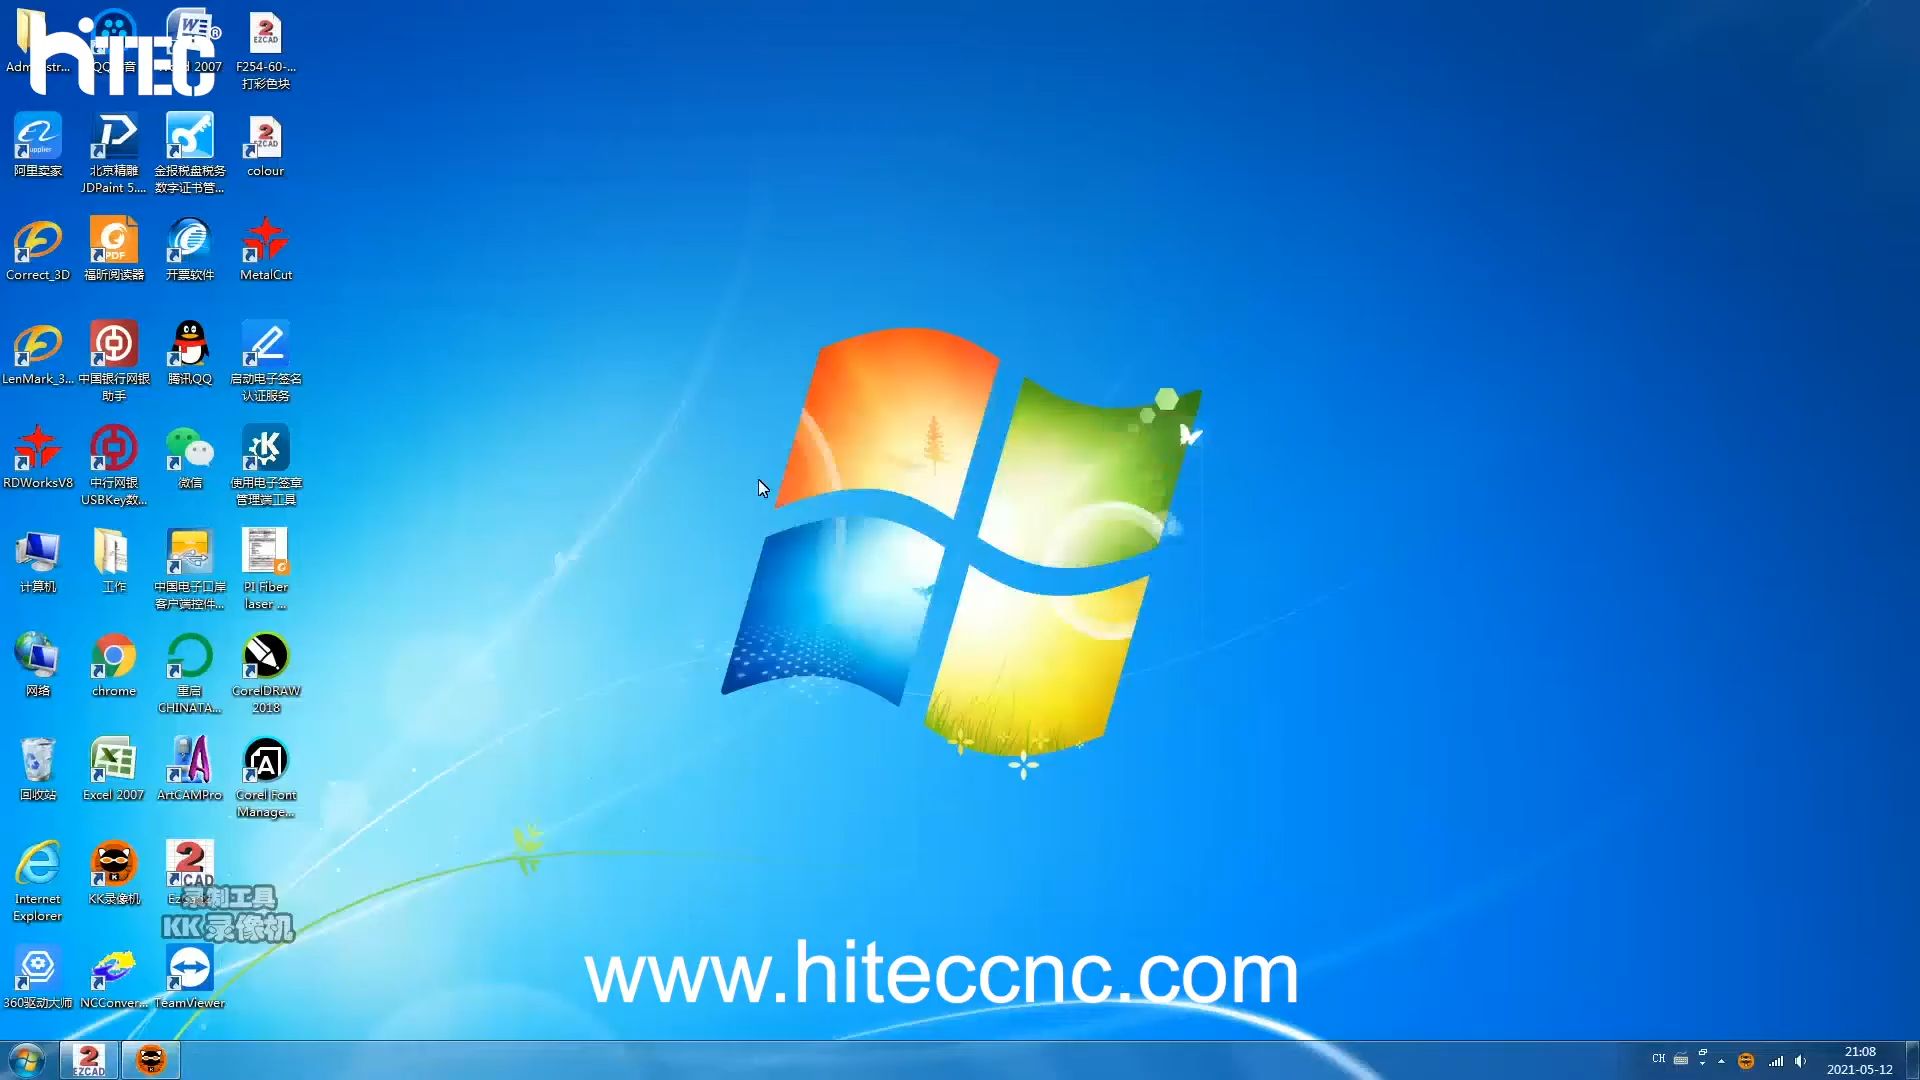 hiTEC®
Word 2007
F254-60-...
打彩色块
阿里卖家
北京精雕
JDPaint 5....
金报税盘税务
数字证书管...
colour
Correct_3D
福昕阅读器
开票软件
MetalCut
LenMark_3...
中国银行网银
助手
腾讯QQ
启动电子签名
认证服务
RDWorksV8
中行网银
USBKey数...
微信
使用电子签章
管理端工具
计算机
工作
中国电子口岸
客户端控件...
PI Fiber
laser ...
网络
chrome
重启
CHINATA...
CorelDRAW
2018
回收站
Excel 2007
ArtCAMPro
Corel Font
Manage...
Internet
Explorer
KK录像机
录制工具
KK录像机
360驱动大师
NCConver...
TeamViewer
www.hiteccnc.com
EZCAD
CH
21:08
2021-05-12